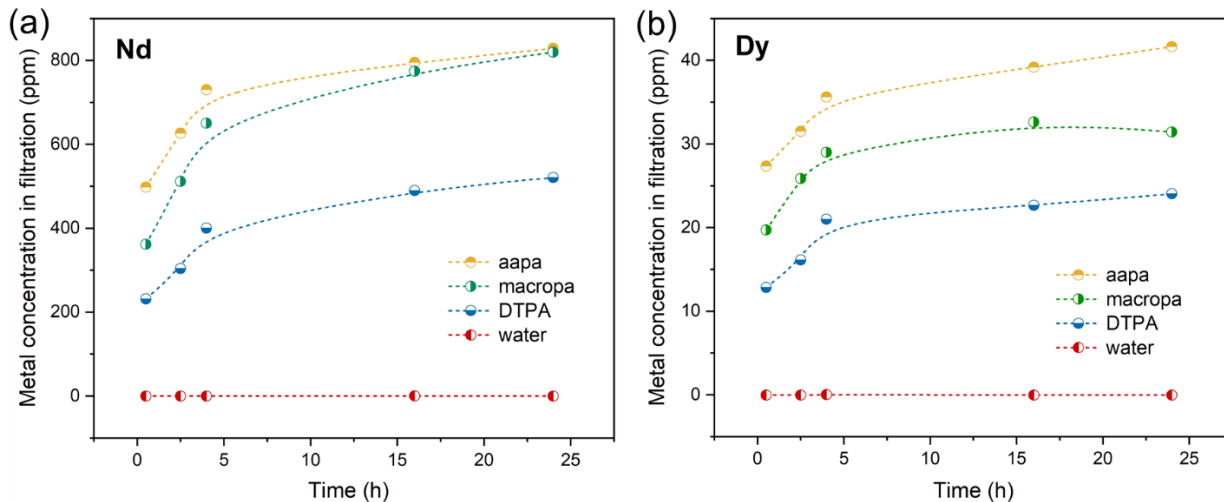 (a)
Nd
Metal concentration in filtration (ppm)
800
600
400
200
0
aapa
macropa
DTPA
water
0 5 10 15 20 25
Time (h)
(b)
Dy
Metal concentration in filtration (ppm)
40
30
20
10
0
aapa
macropa
DTPA
water
0 5 10 15 20 25
Time (h)